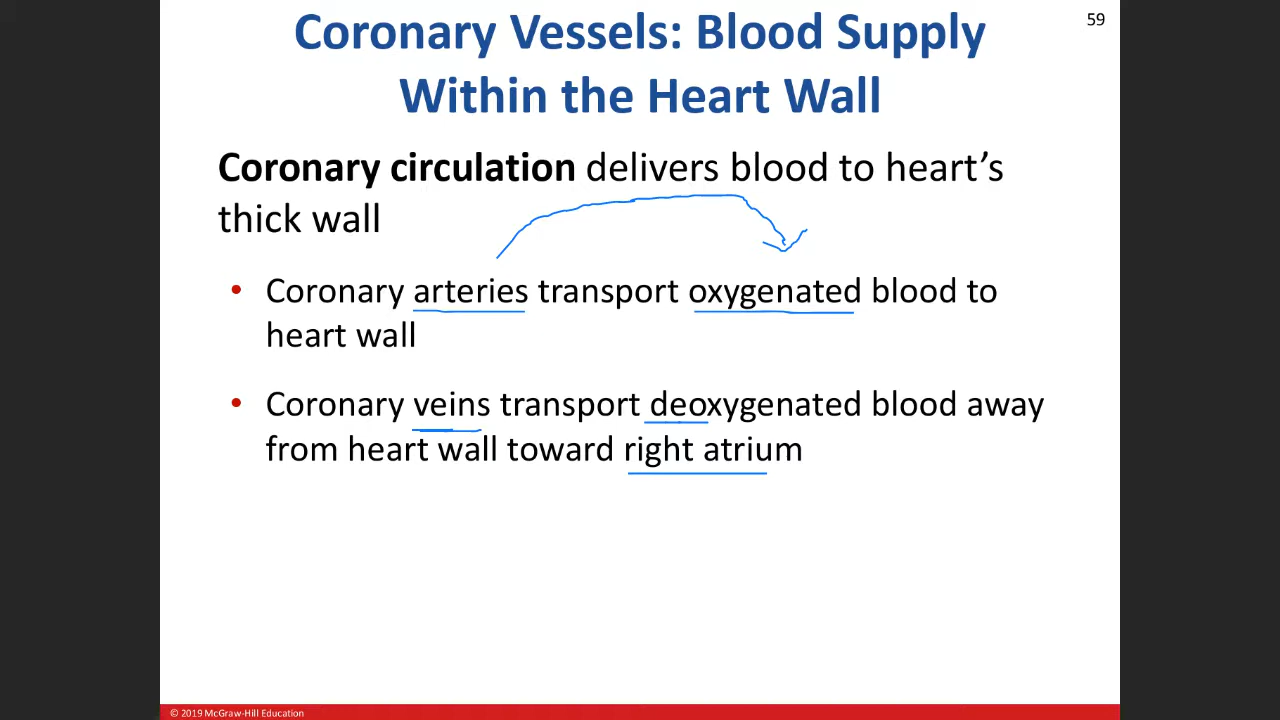 59
Coronary Vessels: Blood Supply
Within the Heart Wall
Coronary circulation delivers blood to heart’s
thick wall
• Coronary arteries transport oxygenated blood to
heart wall
• Coronary veins transport deoxygenated blood away
from heart wall toward right atrium
© 2019 McGraw-Hill Education